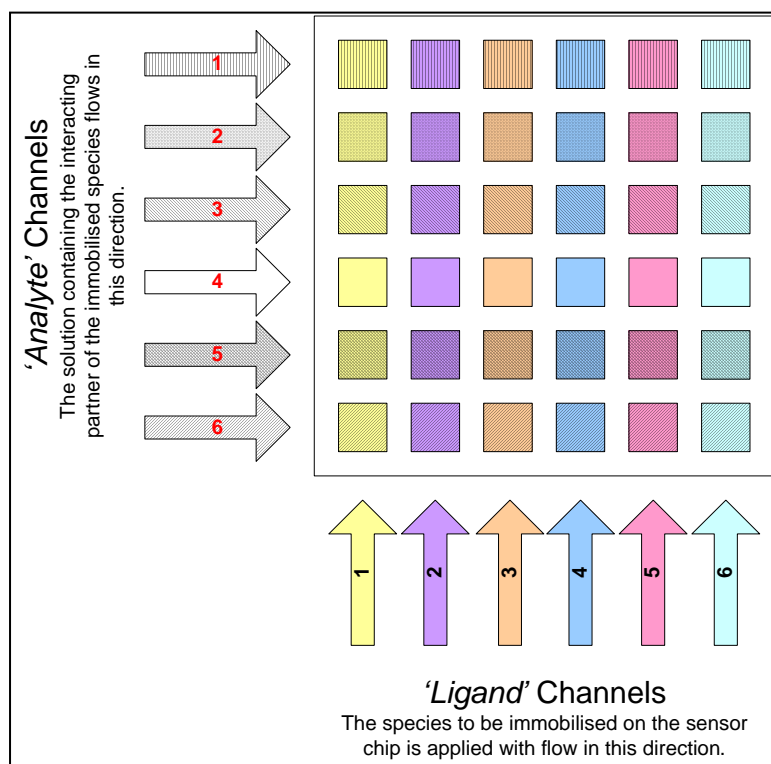 'Analyte' Channels
The solution containing the interacting
partner of the immobilised species flows in
this direction.
1
2
3
4
5
6
1
2
3
4
5
6
'Ligand' Channels
The species to be immobilised on the sensor
chip is applied with flow in this direction.